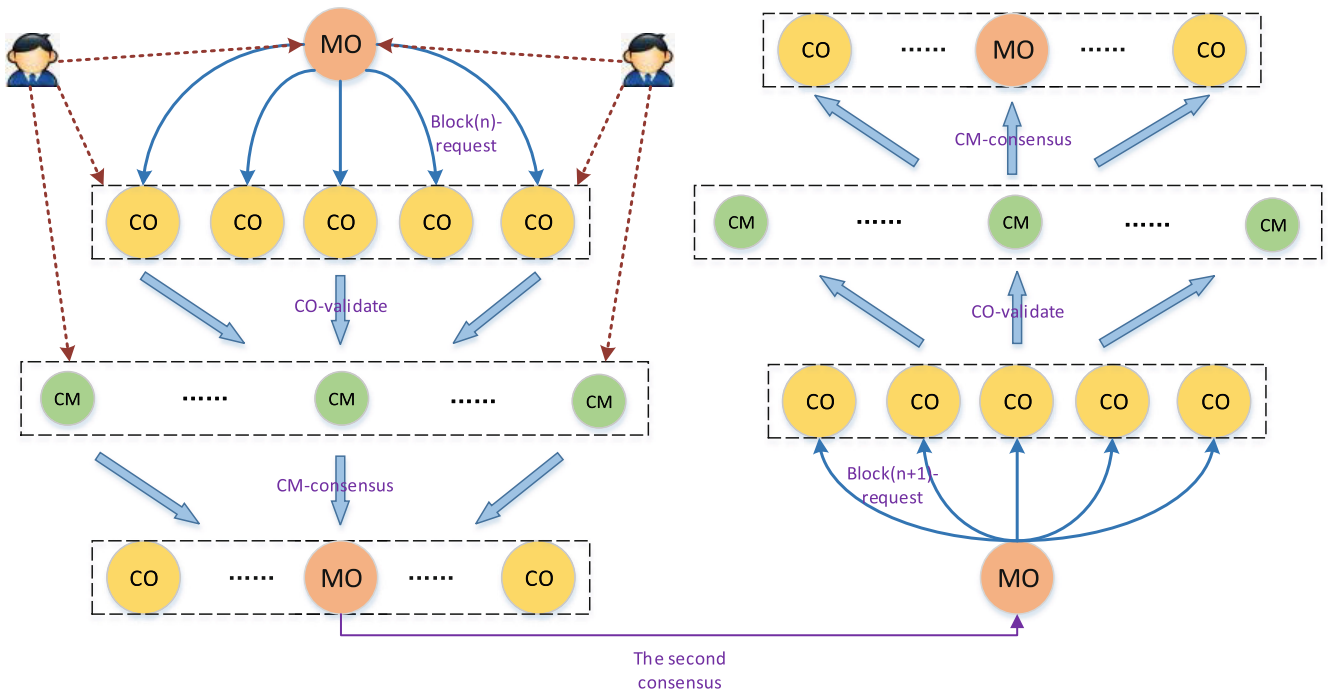 MO
Block(n)-
request
CO CO CO CO CO
CO-validate
CM ...... CM ...... CM
CM-consensus
CO ...... MO ...... CO
The second
consensus
CO ...... MO ...... CO
CM-consensus
CM ...... CM ...... CM
CO-validate
CO CO CO CO CO
Block(n+1)-
request
MO